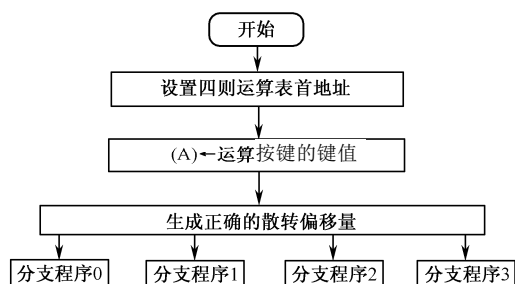 开始
设置四则运算表首地址
(A)←运算按键的键值
生成正确的散转偏移量
分支程序0
分支程序1
分支程序2
分支程序3